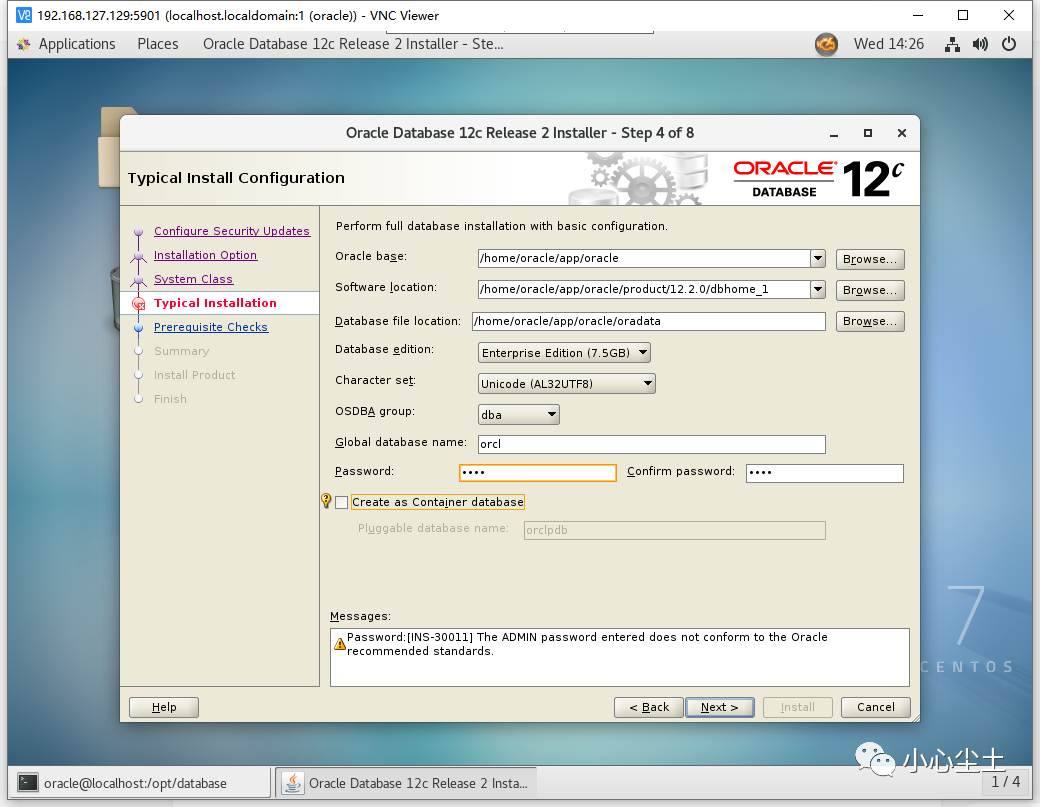 192.168.127.129:5901 (localhost.localdomain:1 (oracle)) - VNC Viewer
Applications Places Oracle Database 12c Release 2 Installer - Ste... Wed 14:26
Oracle Database 12c Release 2 Installer - Step 4 of 8
Typical Install Configuration
ORACLE
DATABASE
12c
Configure Security Updates
Installation Option
System Class
Typical Installation
Prerequisite Checks
Summary
Install Product
Finish
Perform full database installation with basic configuration.
Oracle base: /home/oracle/app/oracle Browse...
Software location: /home/oracle/app/oracle/product/12.2.0/dbhome_1 Browse...
Database file location: /home/oracle/app/oracle/oradata Browse...
Database edition: Enterprise Edition (7.5GB)
Character set: Unicode (AL32UTF8)
OSDBA group: dba
Global database name: orcl
Password: •••• Confirm password: ••••
Create as Container database
Pluggable database name: orclpdb
Messages:
Password:[INS-30011] The ADMIN password entered does not conform to the Oracle
recommended standards.
Help < Back Next > Install Cancel
7
CENTOS
小心尘土
oracle@localhost:/opt/database Oracle Database 12c Release 2 Insta... 1 / 4